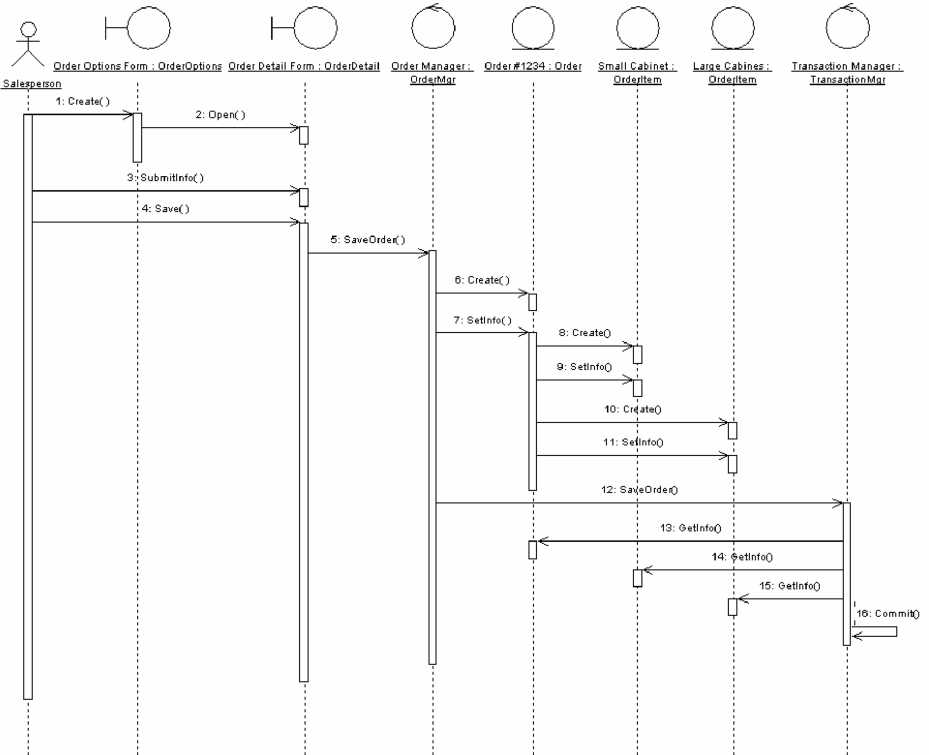 Order Options Form : OrderOptions
Order Detail Form : OrderDetail
Order Manager :
OrderMgr
Order #1234 : Order
Small Cabinet :
OrderItem
Large Cabines :
OrderItem
Transaction Manager :
TransactionMgr
Salesperson
1: Create( )
2: Open( )
3: SubmitInfo( )
4: Save( )
5: SaveOrder( )
6: Create( )
7: SetInfo( )
8: Create()
9: SetInfo()
10: Create()
11: SetInfo()
12: SaveOrder()
13: GetInfo()
14: GetInfo()
15: GetInfo()
16: Commit()